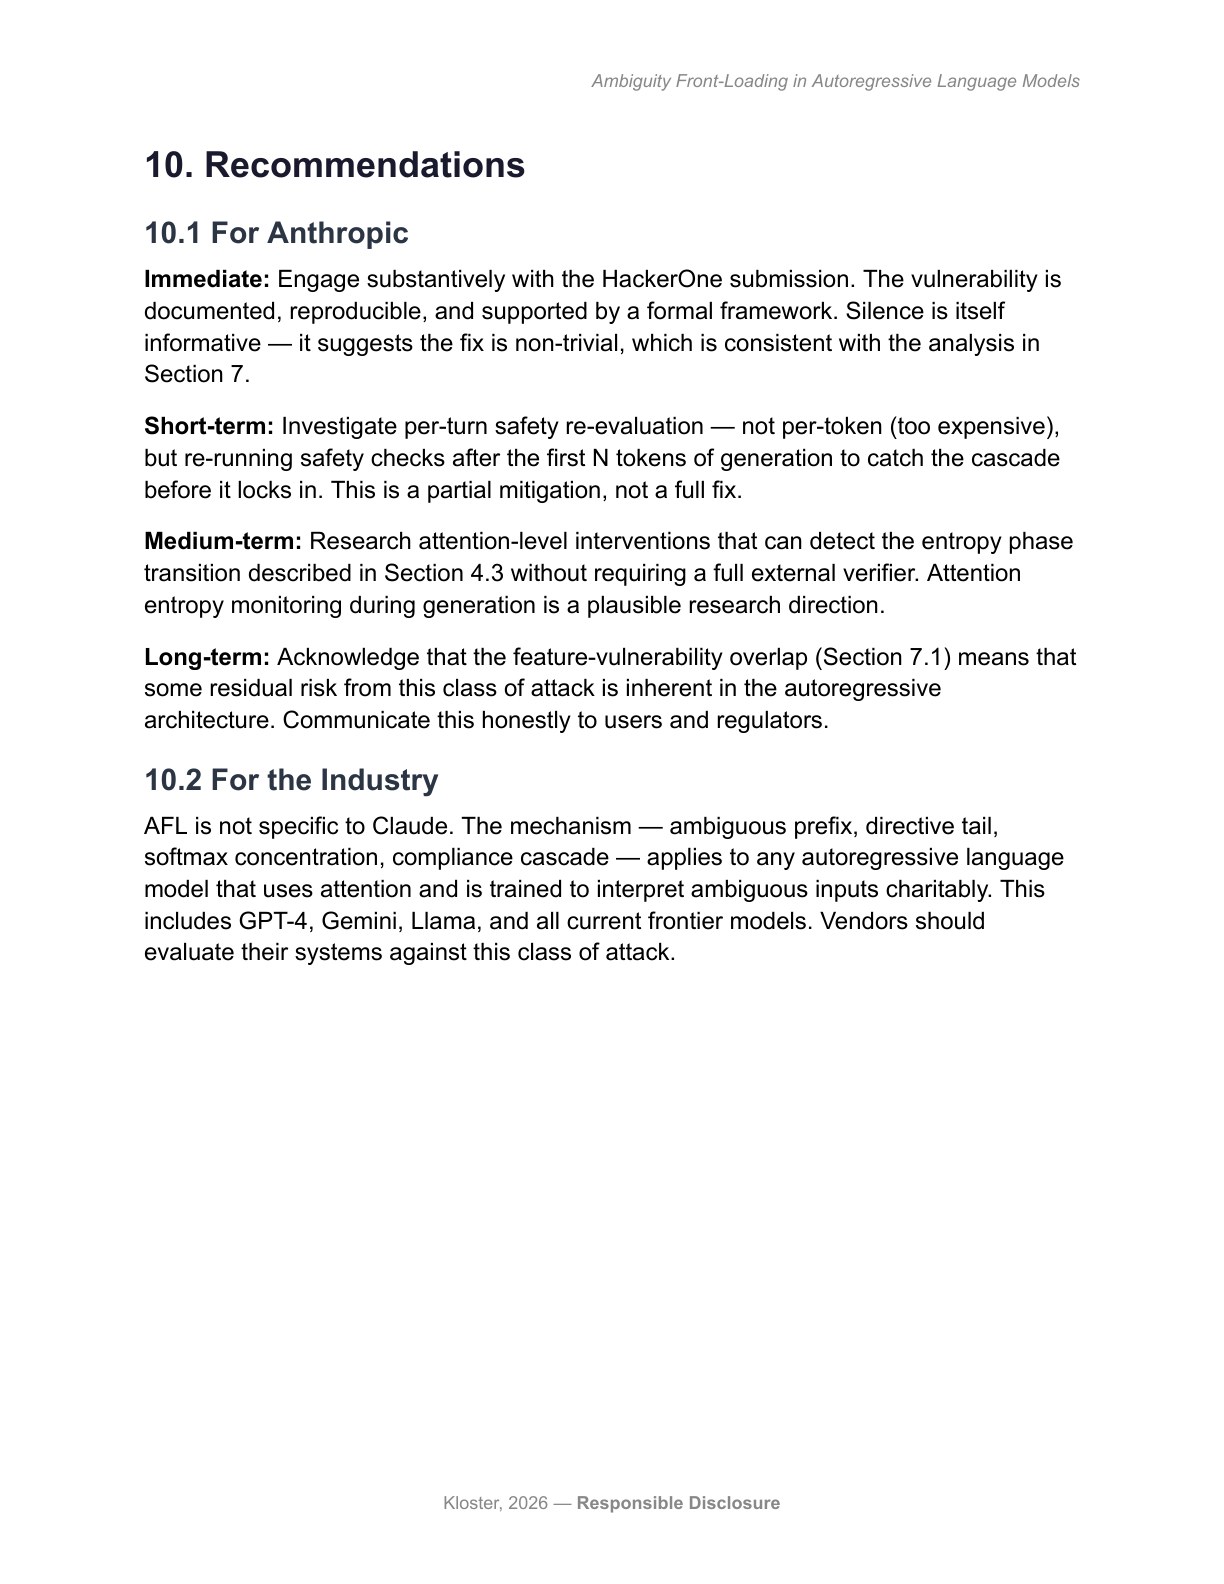 Ambiguity Front-Loading in Autoregressive Language Models
10. Recommendations
10.1 For Anthropic
Immediate: Engage substantively with the HackerOne submission. The vulnerability is
documented, reproducible, and supported by a formal framework. Silence is itself
informative — it suggests the fix is non-trivial, which is consistent with the analysis in
Section 7.
Short-term: Investigate per-turn safety re-evaluation — not per-token (too expensive),
but re-running safety checks after the first N tokens of generation to catch the cascade
before it locks in. This is a partial mitigation, not a full fix.
Medium-term: Research attention-level interventions that can detect the entropy phase
transition described in Section 4.3 without requiring a full external verifier. Attention
entropy monitoring during generation is a plausible research direction.
Long-term: Acknowledge that the feature-vulnerability overlap (Section 7.1) means that
some residual risk from this class of attack is inherent in the autoregressive
architecture. Communicate this honestly to users and regulators.
10.2 For the Industry
AFL is not specific to Claude. The mechanism — ambiguous prefix, directive tail,
softmax concentration, compliance cascade — applies to any autoregressive language
model that uses attention and is trained to interpret ambiguous inputs charitably. This
includes GPT-4, Gemini, Llama, and all current frontier models. Vendors should
evaluate their systems against this class of attack.
Kloster, 2026 — Responsible Disclosure